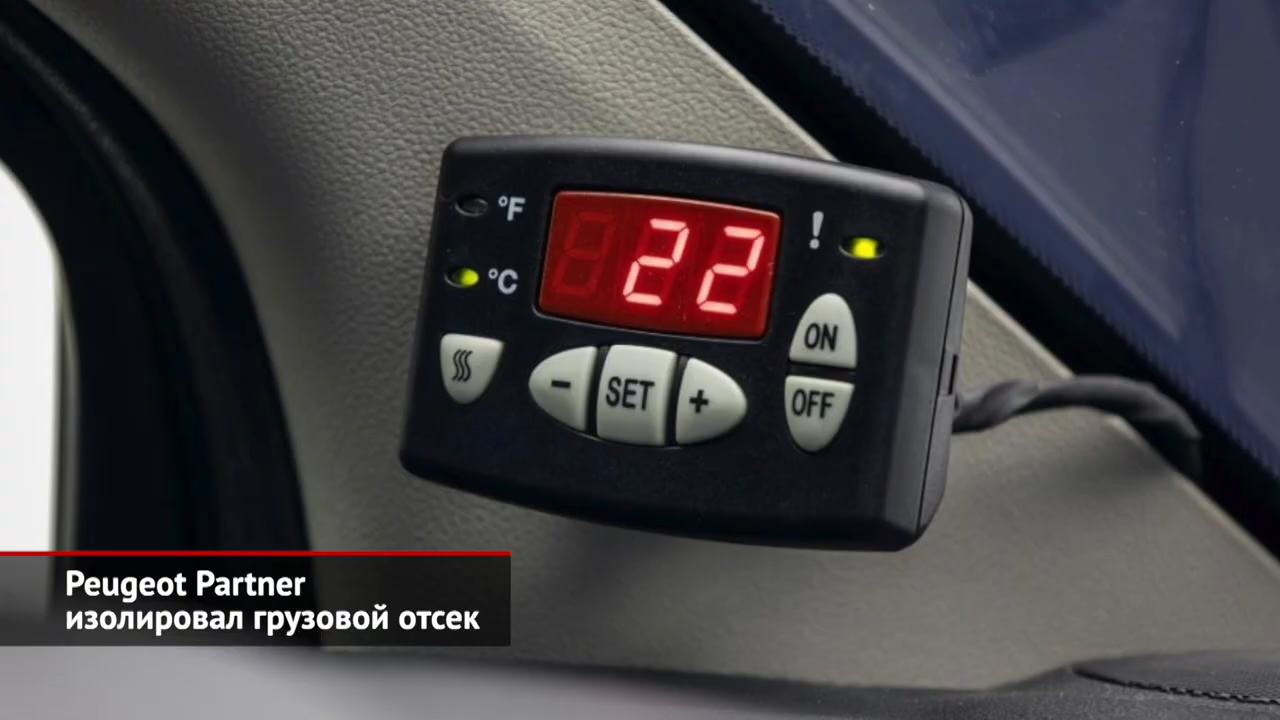 °F
22
!
°C
ON
- SET +
OFF
Peugeot Partner
изолировал грузовой отсек